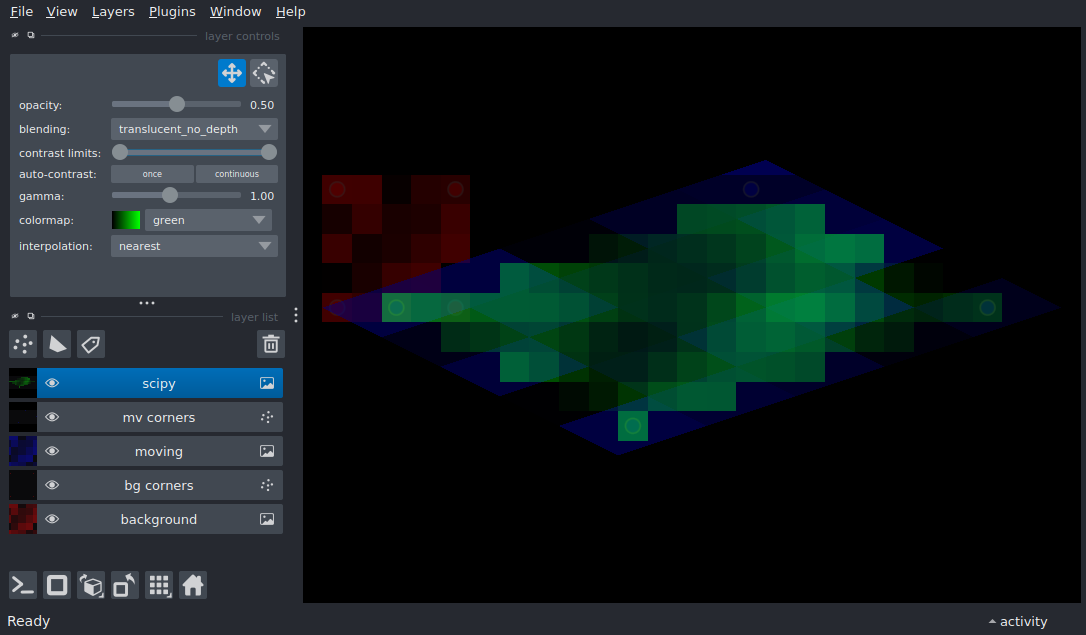 File View Layers Plugins Window Help
layer controls
opacity: 0.50
blending: translucent_no_depth
contrast limits:
auto-contrast: once continuous
gamma: 1.00
colormap: green
interpolation: nearest
layer list
scipy
mv corners
moving
bg corners
background
Ready activity